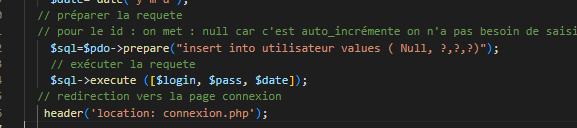 // préparer la requete
// pour le id : on met : null car c'est auto_incrémente on n'a pas besoin de saisi
$sql=$pdo->prepare("insert into utilisateur values ( Null, ?,?,?)");
// exécuter la requete
$sql->execute ([$login, $pass, $date]);
// redirection vers la page connexion
header('location: connexion.php');